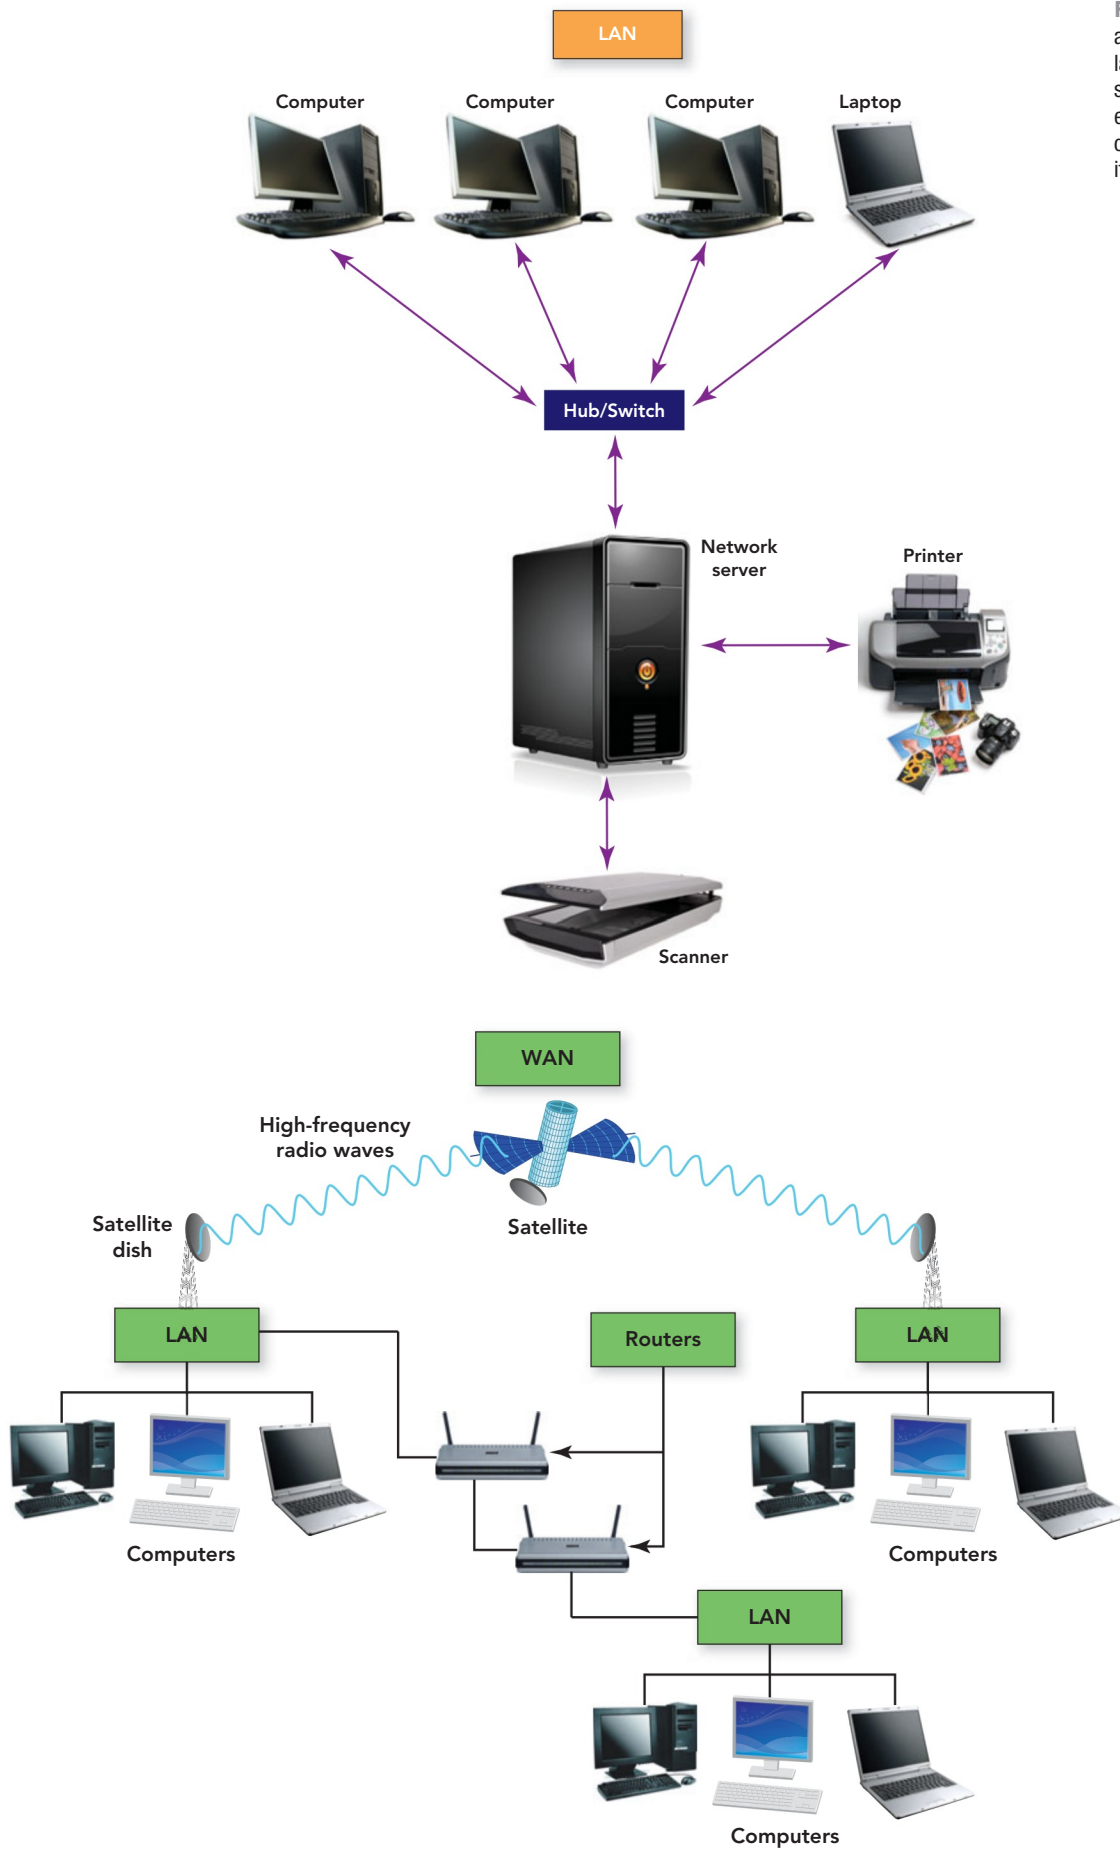 LAN
Computer
Computer
Computer
Laptop
Hub/Switch
Network
server
Printer
Scanner
WAN
High-frequency
radio waves
Satellite
dish
Satellite
LAN
Routers
LAN
Computers
Computers
LAN
Computers